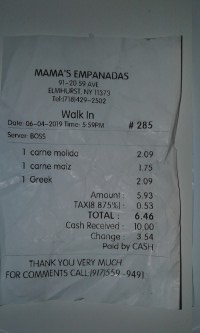 MAMA'S EMPANADAS
91-20 59 AVE.
ELMHURST, NY 11373
Tel:(718)429-2502
Walk In
Date: 06-04-2019 Time: 5:59PM # 285
Server: BOSS
1 carne molida 2.09
1 carne maiz 1.75
1 Greek 2.09
Amount : 5.93
TAX(8.875%) : 0.53
TOTAL : 6.46
Cash Received : 10.00
Change : 3.54
Paid by CASH
THANK YOU VERY MUCH
FOR COMMENTS CALL:(917)559-9491